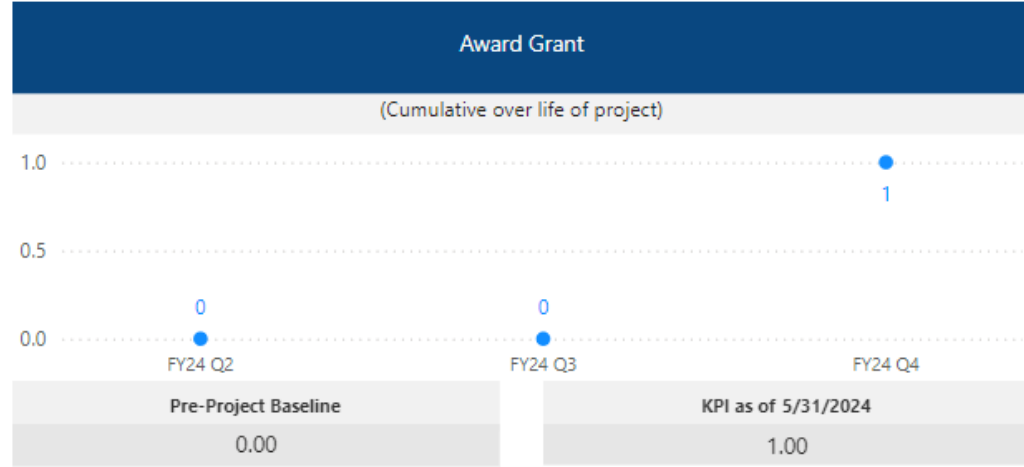 Award Grant
(Cumulative over life of project)
1.0
1
0.5
0 0
0.0
FY24 Q2 FY24 Q3 FY24 Q4
Pre-Project Baseline KPI as of 5/31/2024
0.00 1.00